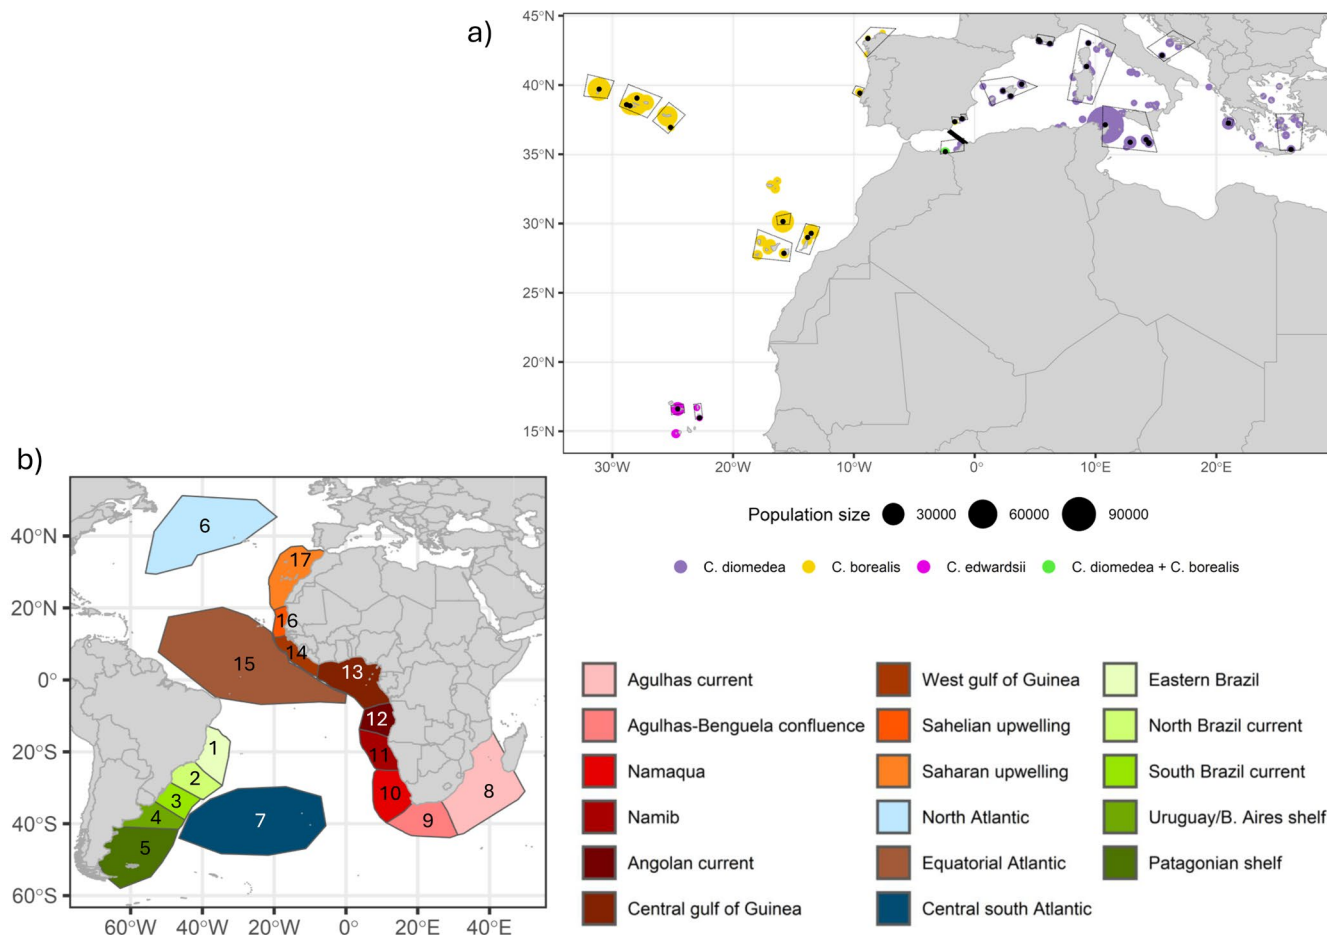 a)
45°N
40°N
35°N
30°N
25°N
20°N
15°N
30°W 20°W 10°W 0° 10°E 20°E
Population size 30000 60000 90000
C. diomedea C. borealis C. edwardsii C. diomedea + C. borealis
b)
40°N
20°N
0°
20°S
40°S
60°S
60°W 40°W 20°W 0° 20°E 40°E
6
17
16
14
15
13
12
1
11
2
10
8
3
4
7
9
5
Agulhas current West gulf of Guinea Eastern Brazil
Agulhas-Benguela confluence Sahelian upwelling North Brazil current
Namaqua Saharan upwelling South Brazil current
Namib North Atlantic Uruguay/B. Aires shelf
Angolan current Equatorial Atlantic Patagonian shelf
Central gulf of Guinea Central south Atlantic